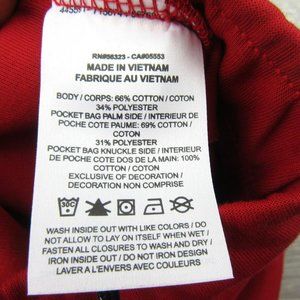 RN#56323 - CA#05553
MADE IN VIETNAM
FABRIQUE AU VIETNAM
BODY / CORPS: 66% COTTON / COTON
34% POLYESTER
POCKET BAG PALM SIDE / INTERIEUR DE
POCHE COTE PAUME: 69% COTTON /
COTON
31% POLYESTER
POCKET BAG KNUCKLE SIDE / INTERIEUR
DE POCHE COTE DOS DE LA MAIN: 100%
COTTON / COTON
EXCLUSIVE OF DECORATION /
DECORATION NON COMPRISE
30C
WASH INSIDE OUT WITH LIKE COLORS / DO
NOT ALLOW TO LAY ON ITSELF WHEN WET /
FASTEN ALL CLOSURES TO WASH AND DRY /
IRON INSIDE OUT / DO NOT IRON DESIGN
LAVER A L'ENVERS AVEC COULEURS